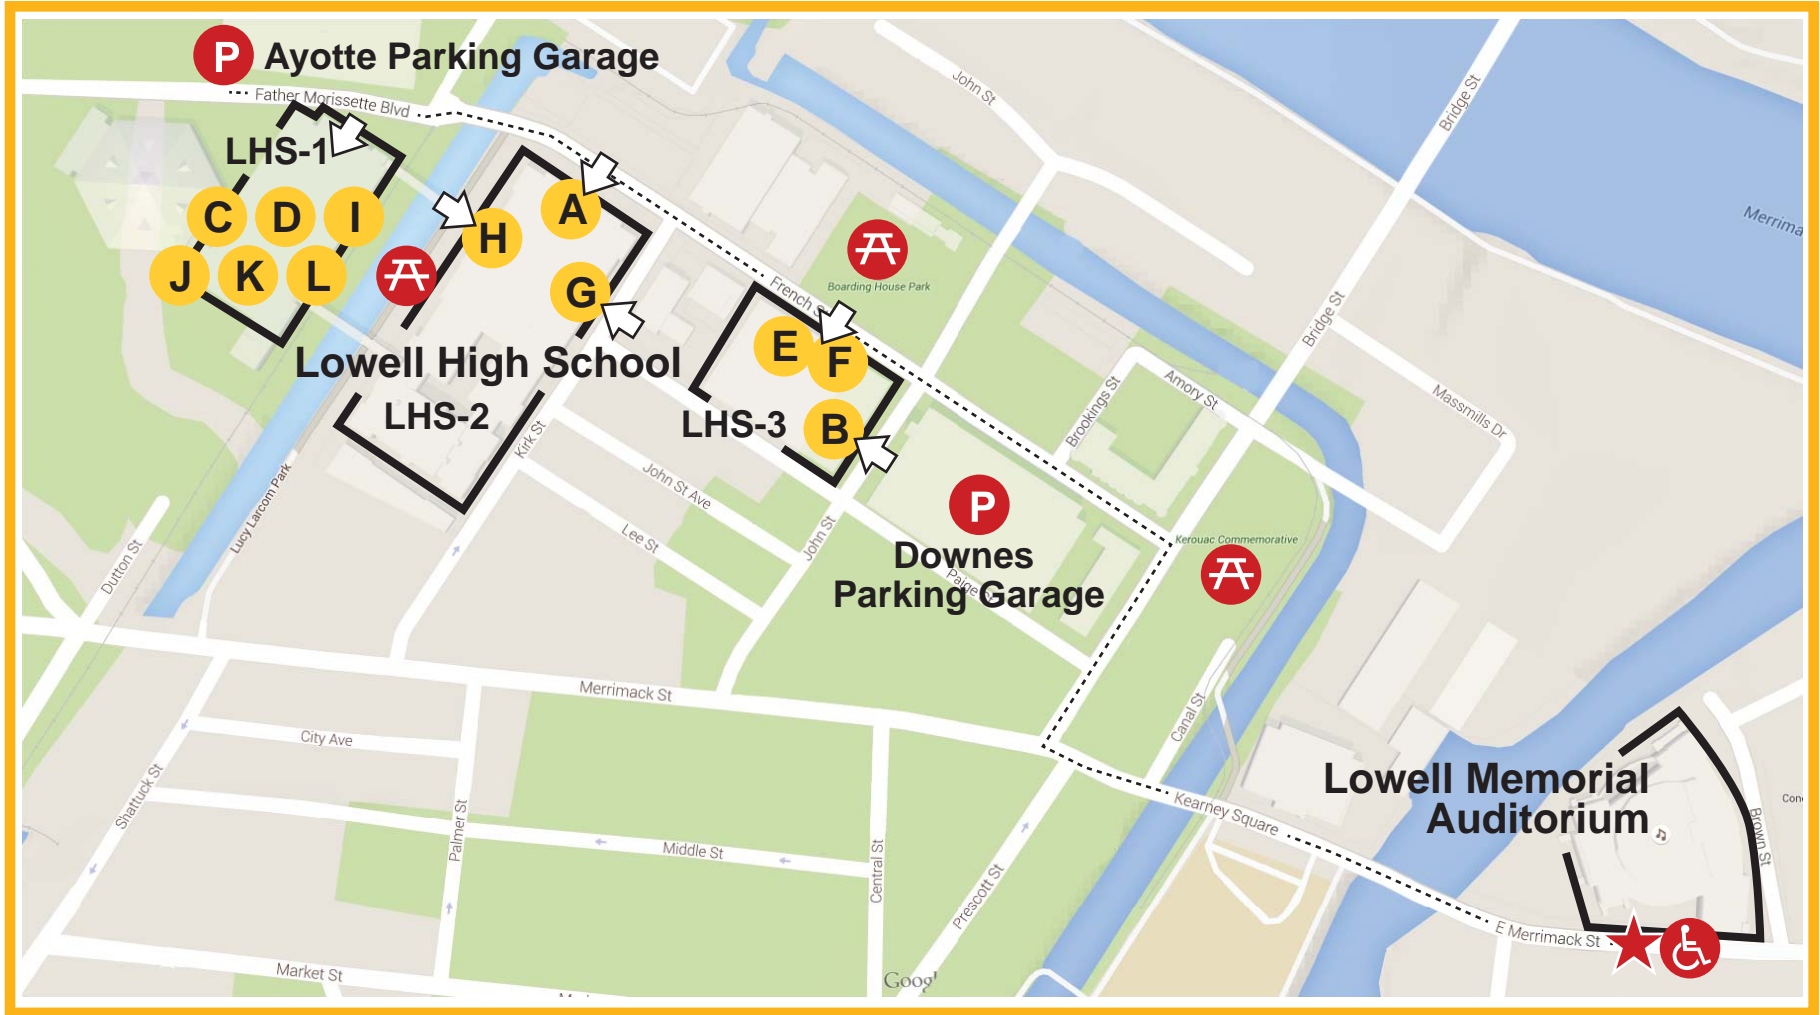 P Ayotte Parking Garage
Father Morissette Blvd
John St
Bridge St
LHS-1
C D I
J K L
H
A
G
Boarding House Park
French S
E F
B
Lowell High School
LHS-2
LHS-3
Kirk St
Lucy Larcom Park
Dutton St
John St Ave
Lee St
John St
P
Downes
Parking Garage
Paige
Brookings St
Amory St
Bridge St
Massmills Dr
Merrima
Kerouac Commemorative
Merrimack St
City Ave
Shattuck St
Palmer St
Middle St
Central St
Prescott St
Canal St
Kearney Square
Lowell Memorial
Auditorium
Brown St
E Merrimack St
Market St
Goog